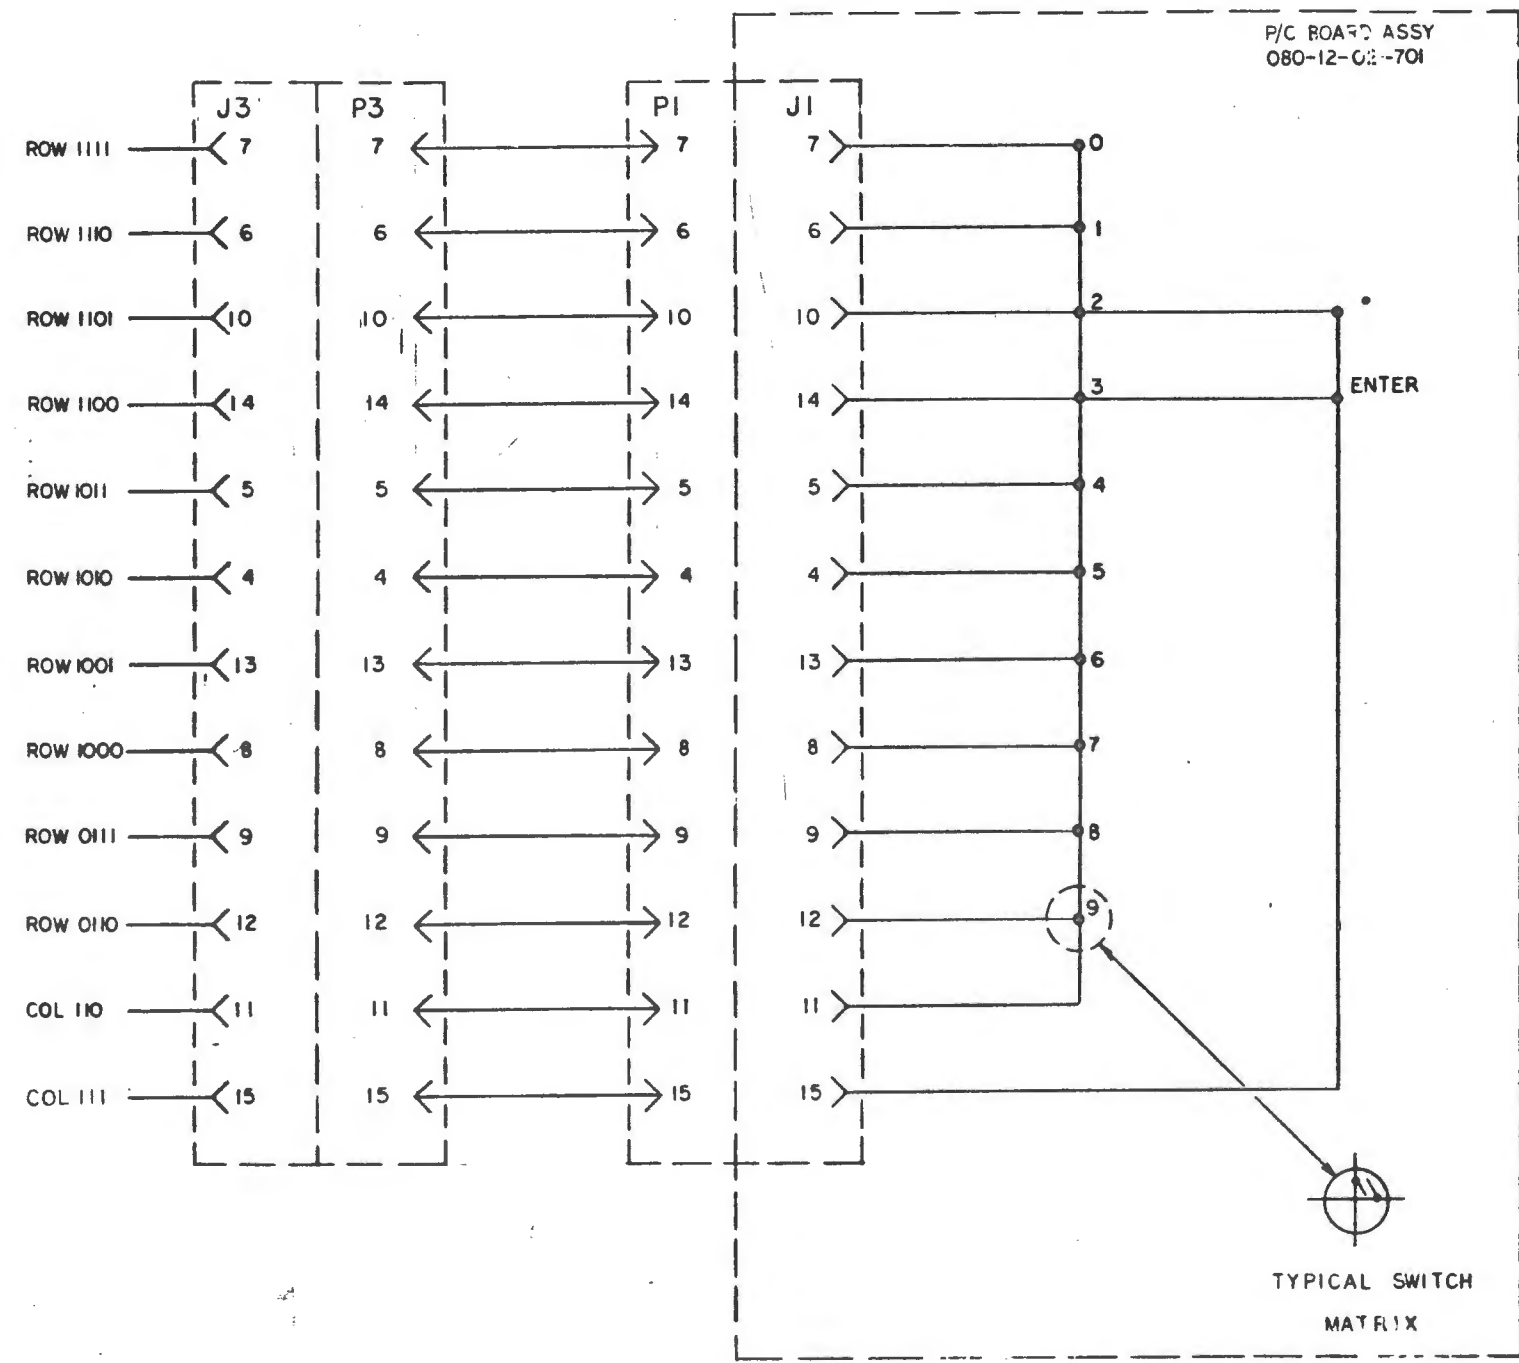 P/C BOARD ASSY
080-12- -701
J3 P3 P1 J1
ROW 1111 7 7 7 7 0
ROW 1110 6 6 6 6 1
ROW 1101 10 10 10 10 2 .
ROW 1100 14 14 14 14 3 ENTER
ROW 1011 5 5 5 5 4
ROW 1010 4 4 4 4 5
ROW 1001 13 13 13 13 6
ROW 1000 8 8 8 8 7
ROW 0111 9 9 9 9 8
ROW 0110 12 12 12 12 9
COL 110 11 11 11 11
COL 111 15 15 15 15
TYPICAL SWITCH
MATRIX